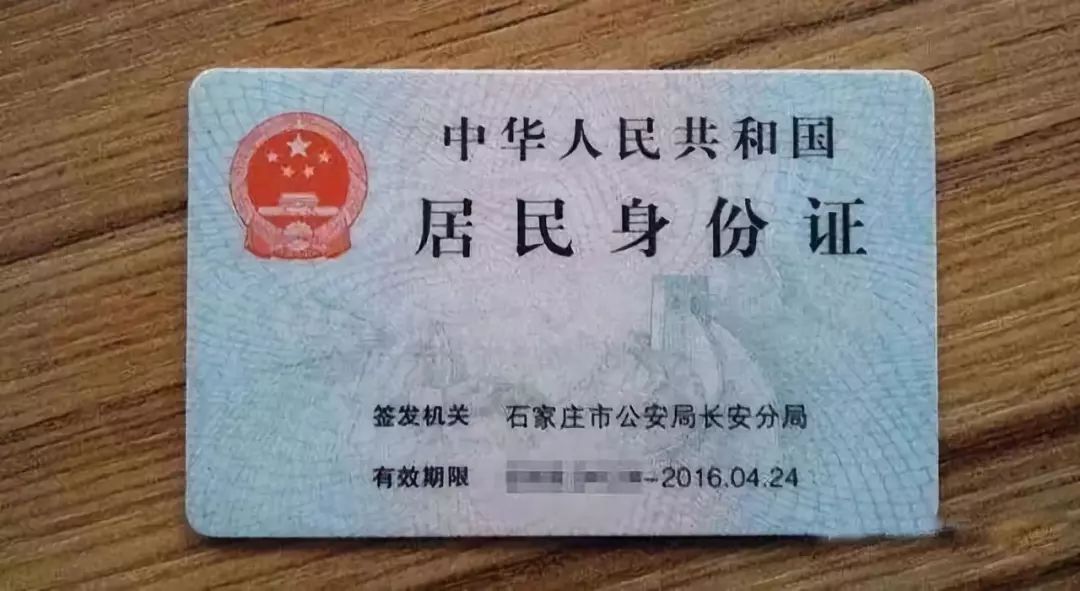 中华人民共和国
居民身份证
签发机关 石家庄市公安局长安分局
有效期限 -2016.04.24